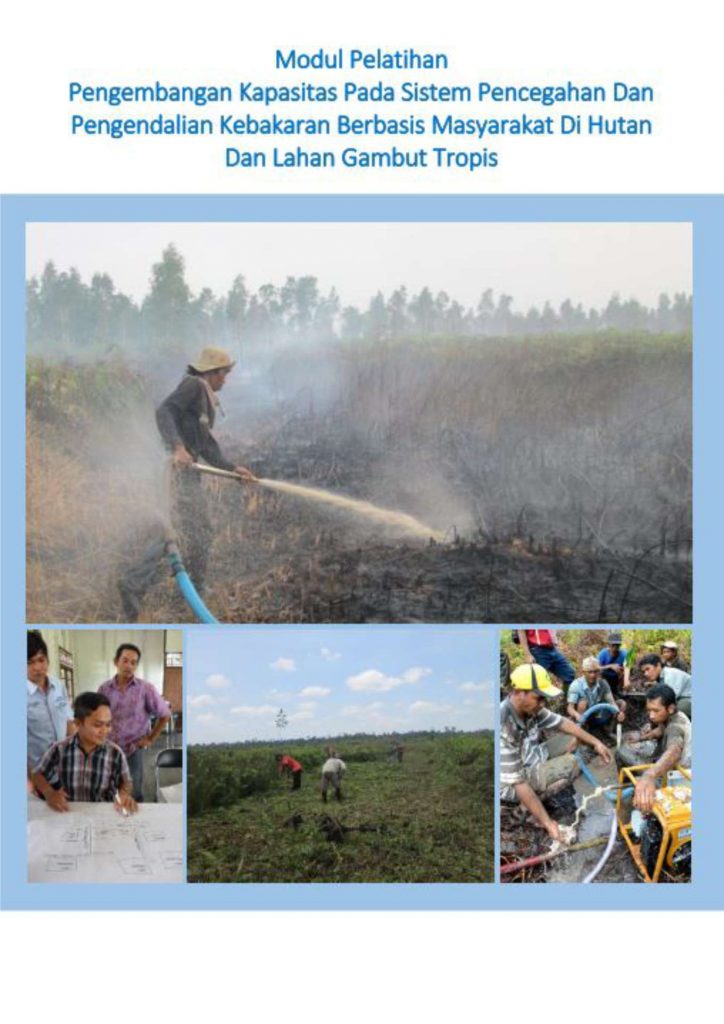 Modul Pelatihan
Pengembangan Kapasitas Pada Sistem Pencegahan Dan
Pengendalian Kebakaran Berbasis Masyarakat Di Hutan
Dan Lahan Gambut Tropis